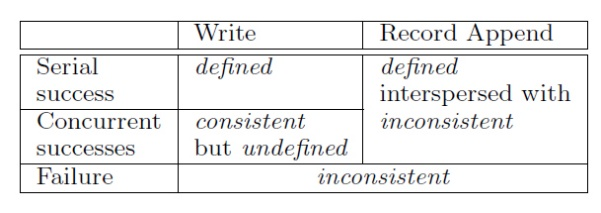 Write Record Append
Serial defined defined
success interspersed with
Concurrent consistent inconsistent
successes but undefined
Failure inconsistent